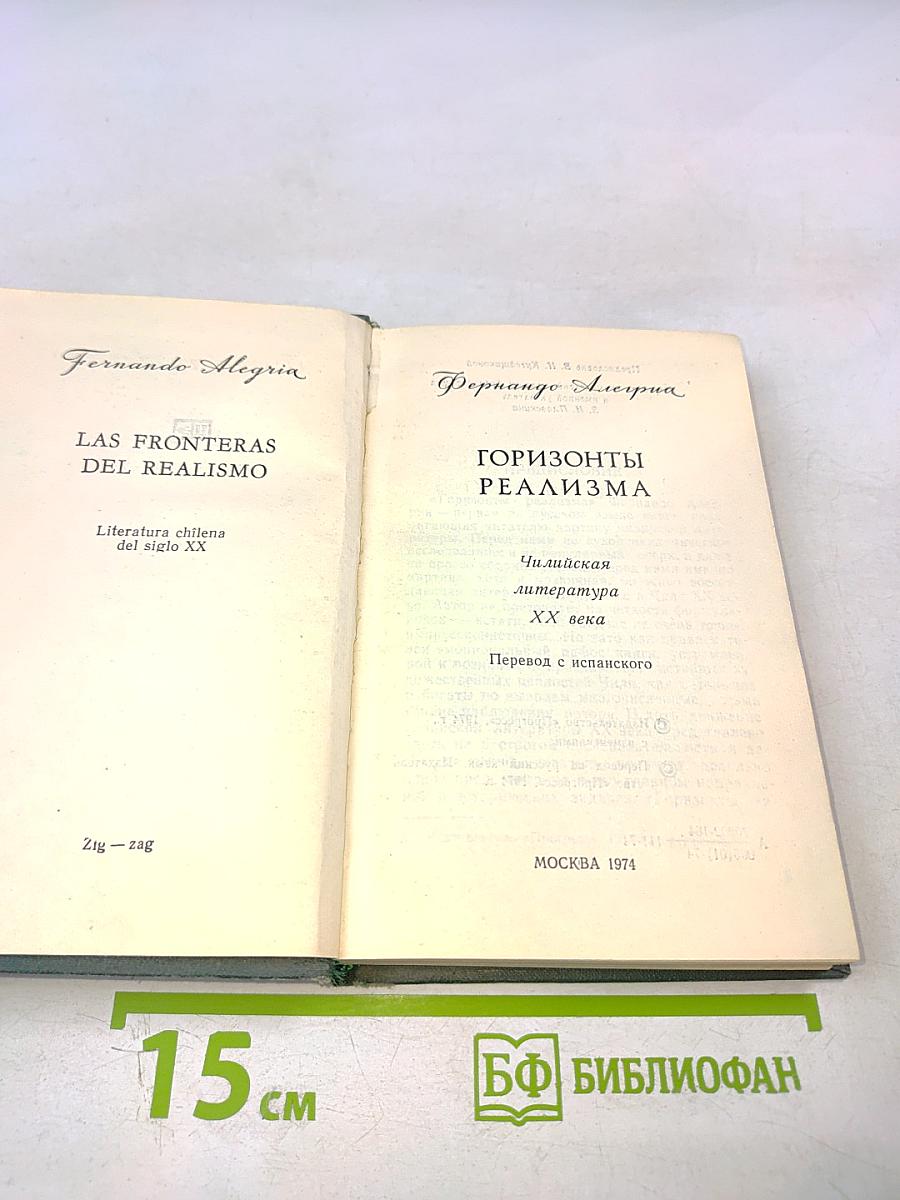 Fernando Alegria
LAS FRONTERAS
DEL REALISMO
Literatura chilena
del siglo XX
Zig — zag
Фернандо Алегриа
ГОРИЗОНТЫ
РЕАЛИЗМА
Чилийская
литература
XX века
Перевод с испанского
МОСКВА 1974
15 см
БФ БИБЛИОФАН